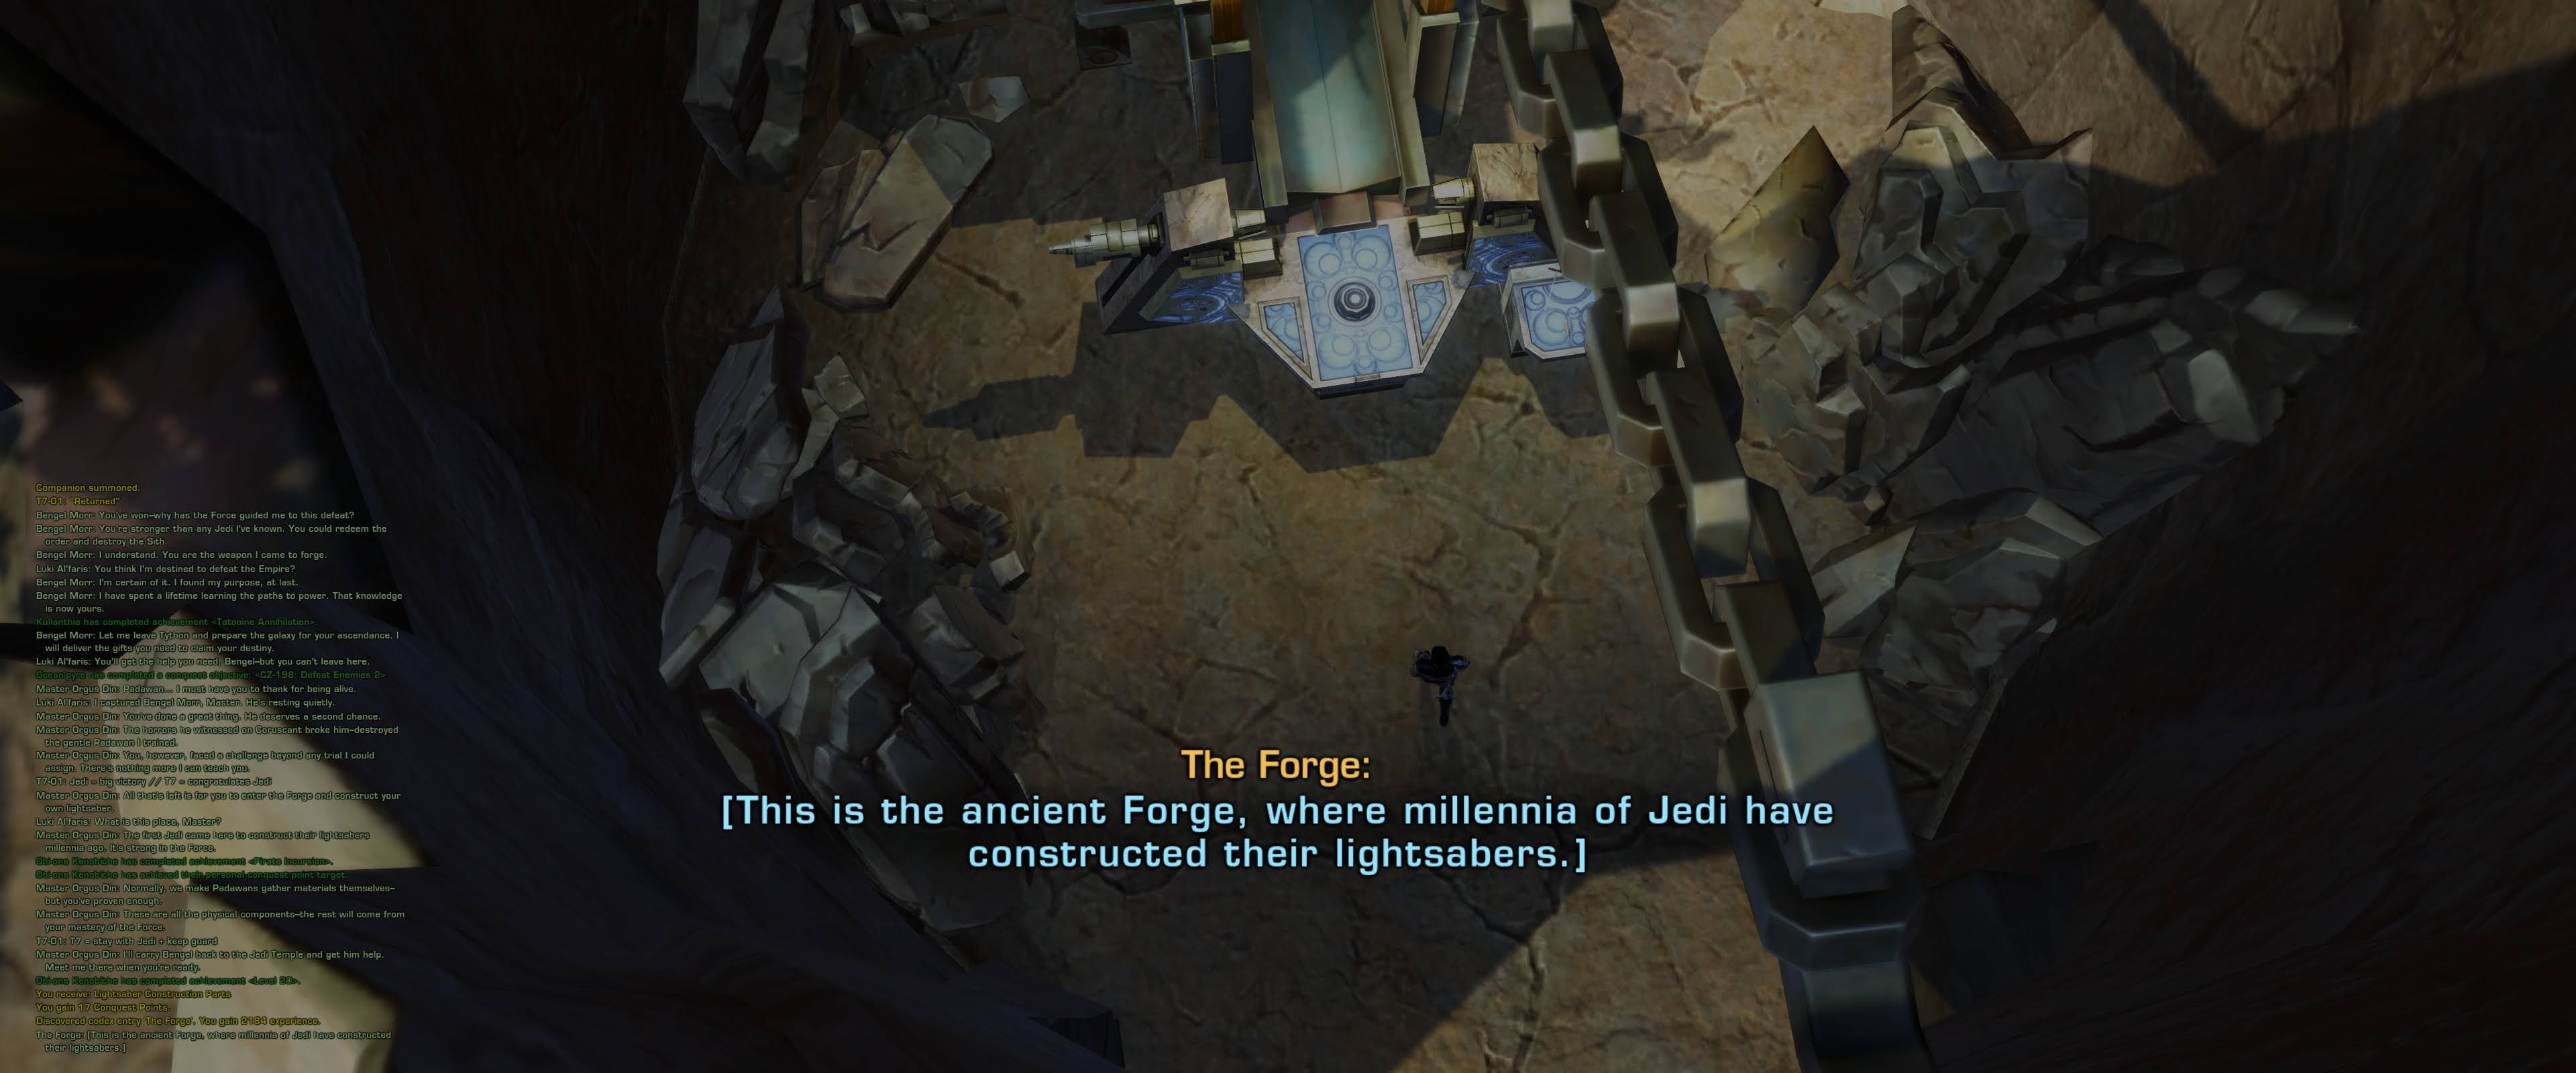 Companion summoned.
T7-01: "Returned"
Bengel Morr: You've won—why has the Force guided me to this defeat?
Bengel Morr: You're stronger than any Jedi I've known. You could redeem the
order and destroy the Sith.
Bengel Morr: I understand. You are the weapon I came to forge.
Luki Al'faris: You think I'm destined to defeat the Empire?
Bengel Morr: I'm certain of it. I found my purpose, at last.
Bengel Morr: I have spent a lifetime learning the paths to power. That knowledge
is now yours.
Kulianthia has completed achievement <Tatooine Annihilation>.
Bengel Morr: Let me leave Tython and prepare the galaxy for your ascendance. I
will deliver the gifts you need to claim your destiny.
Luki Al'faris: You'll get the help you need, Bengel—but you can't leave here.
has completed a conquest objective: <CZ-198: Defeat Enemies 2>
Master Orgus Din: Padawan... I must have you to thank for being alive.
Luki Al'faris: I captured Bengel Morr, Master. He's resting quietly.
Master Orgus Din: You've done a great thing. He deserves a second chance.
Master Orgus Din: The horrors he witnessed on Coruscant broke him—destroyed
the gentle Padawan I trained.
Master Orgus Din: You, however, faced a challenge beyond any trial I could
assign. There's nothing more I can teach you.
T7-01: Jedi = big victory // T7 = congratulates Jedi
Master Orgus Din: All that's left is for you to enter the Forge and construct your
own lightsaber.
Luki Al'faris: What is this place, Master?
Master Orgus Din: The first Jedi came here to construct their lightsabers
millennia ago. It's strong in the Force.
Obi-one Kenob'the has completed achievement <Pirate Incursion>.
Obi-one Kenob'the has achieved their personal conquest point target
Master Orgus Din: Normally, we make Padawans gather materials themselves—
but you've proven enough.
Master Orgus Din: These are all the physical components—the rest will come from
your mastery of the Force.
T7-01: T7 = stay with Jedi + keep guard
Master Orgus Din: I'll carry Bengel back to the Jedi Temple and get him help.
Meet me there when you're ready.
Obi-one Kenob'the has completed achievement <Level 20>.
You receive: Lightsaber Construction Parts
You gain 17 Conquest Points.
Discovered codex entry 'The Forge'. You gain 2184 experience.
The Forge: [This is the ancient Forge, where millennia of Jedi have constructed
their lightsabers.]
The Forge:
[This is the ancient Forge, where millennia of Jedi have
constructed their lightsabers.]